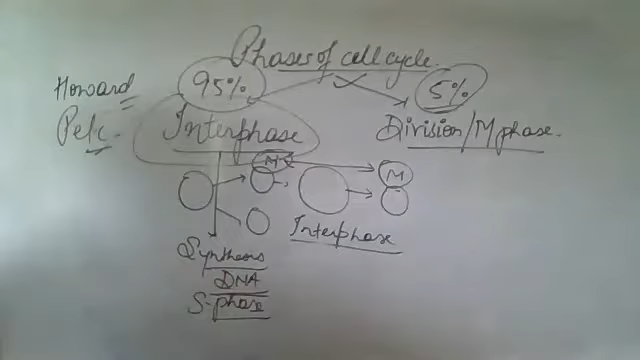 Phases of cell cycle.
Howard
Pelc.
95%
5%
Interphase
Division/M phase.
M
M
Interphase
Synthesis
DNA
S-phase